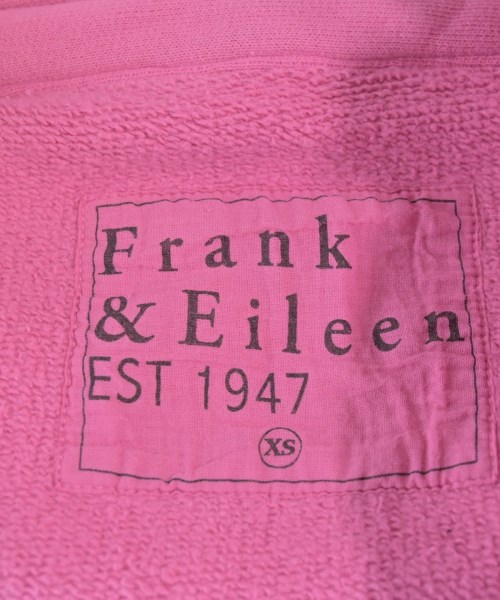 Frank
& Eileen
EST 1947
XS